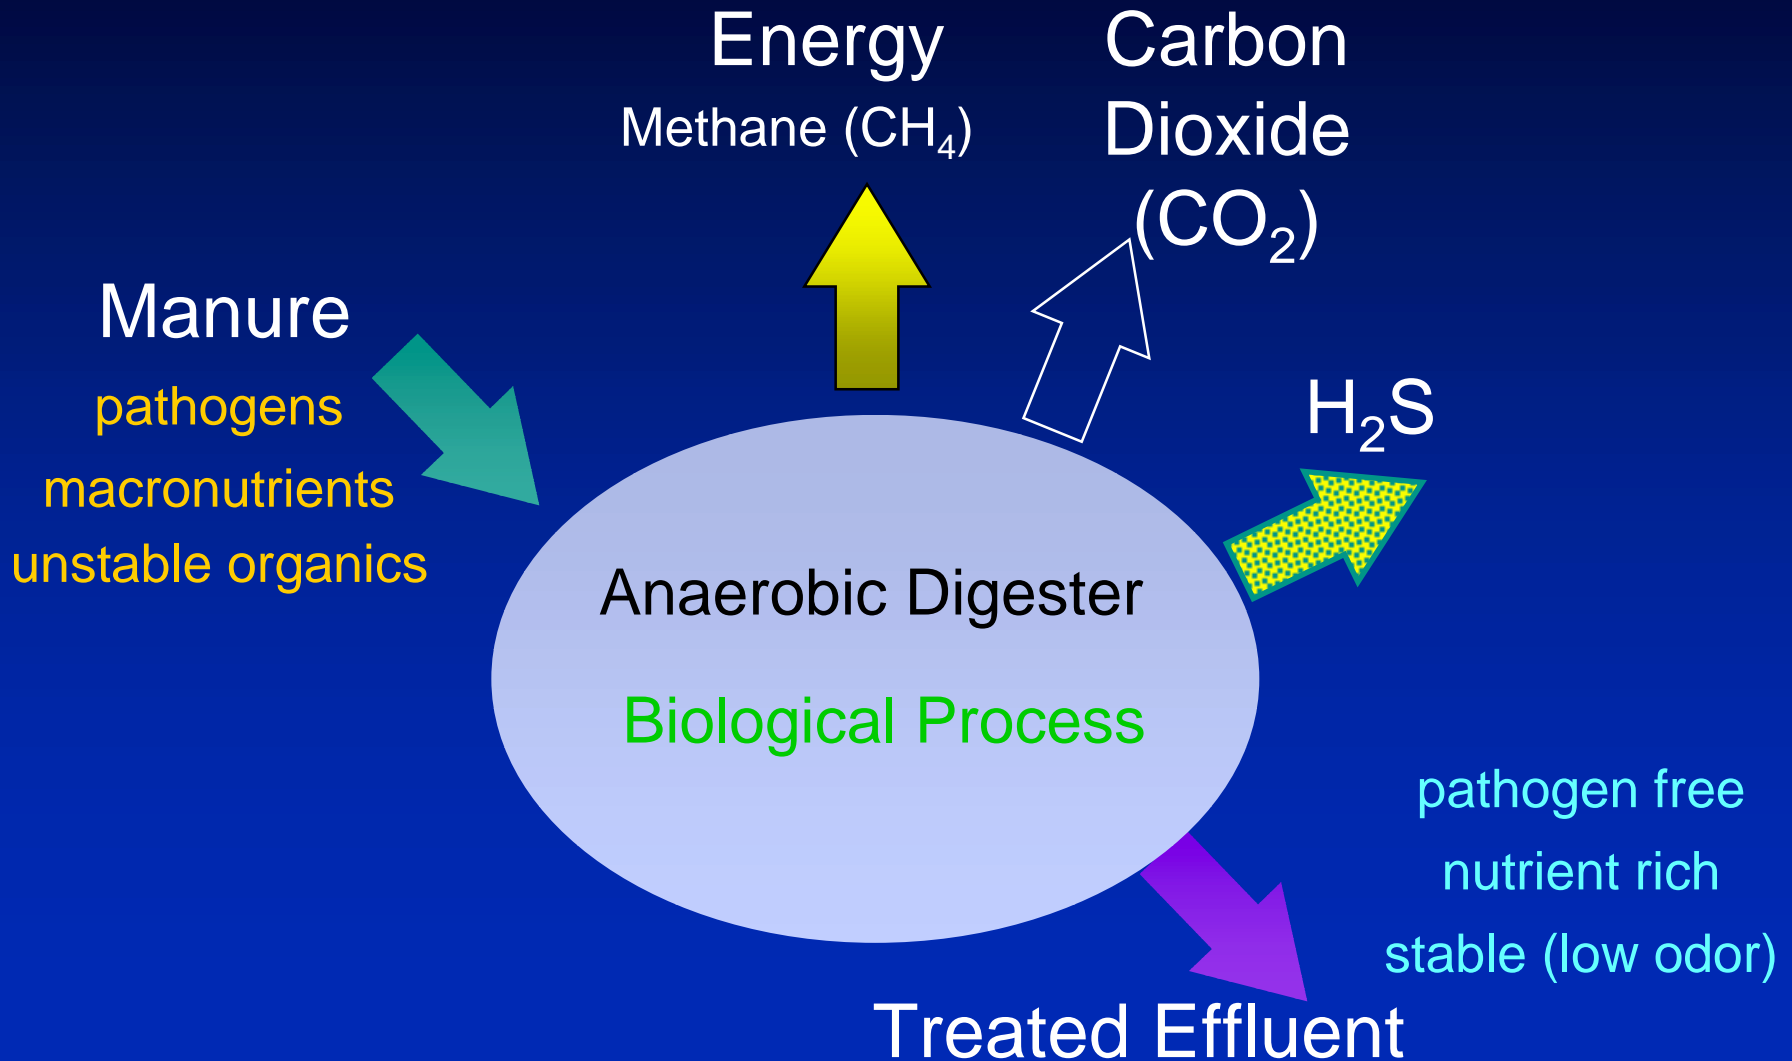 Energy
Methane (CH₄)
Carbon
Dioxide
(CO₂)
Manure
pathogens
macronutrients
unstable organics
H₂S
Anaerobic Digester
Biological Process
pathogen free
nutrient rich
stable (low odor)
Treated Effluent